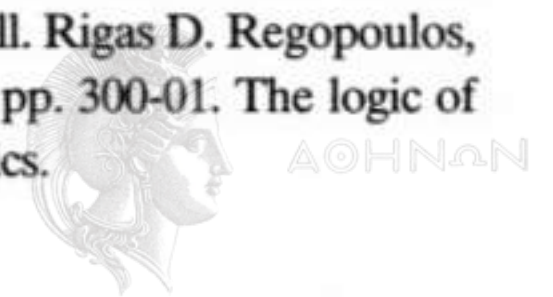 ll. Rigas D. Regopoulos,
pp. 300-01. The logic of
cs.
ΑΘΗΝΩΝ